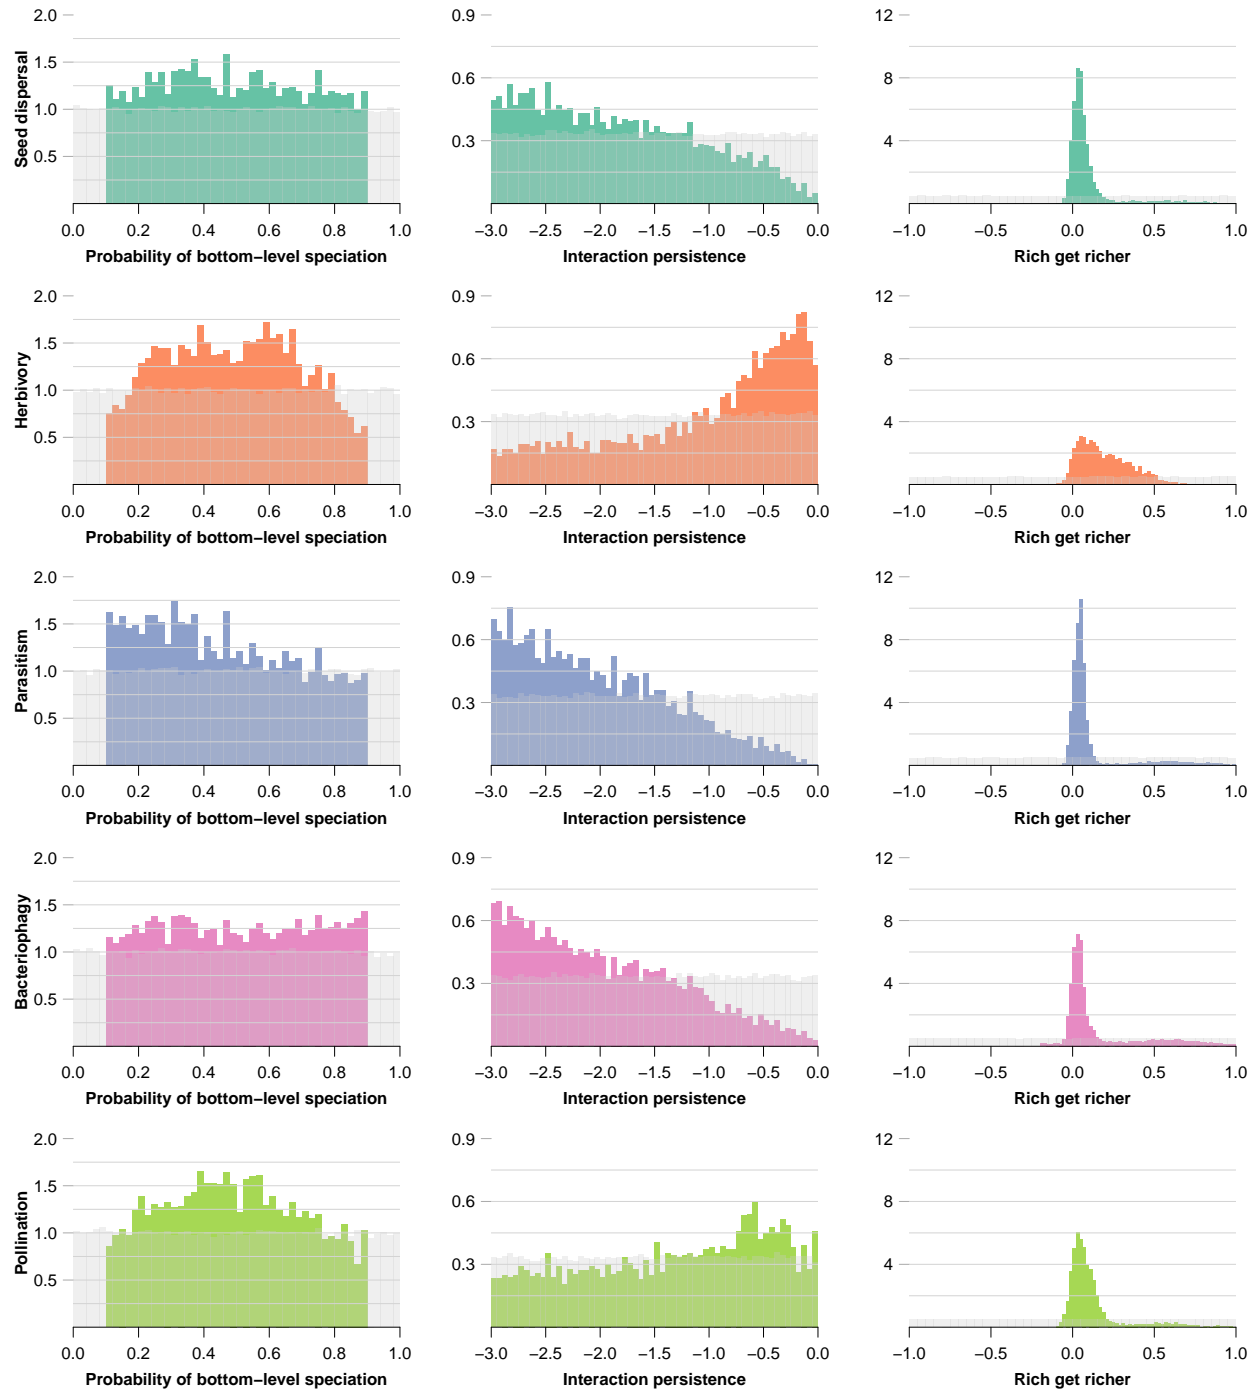 2.0 0.9 12
1.5 0.6 8
1.0 0.3 4
0.5
Seed dispersal
0.0 0.2 0.4 0.6 0.8 1.0 −3.0 −2.5 −2.0 −1.5 −1.0 −0.5 0.0 −1.0 −0.5 0.0 0.5 1.0
Probability of bottom−level speciation Interaction persistence Rich get richer
2.0 0.9 12
1.5 0.6 8
1.0 0.3 4
0.5
Herbivory
0.0 0.2 0.4 0.6 0.8 1.0 −3.0 −2.5 −2.0 −1.5 −1.0 −0.5 0.0 −1.0 −0.5 0.0 0.5 1.0
Probability of bottom−level speciation Interaction persistence Rich get richer
2.0 0.9 12
1.5 0.6 8
1.0 0.3 4
0.5
Parasitism
0.0 0.2 0.4 0.6 0.8 1.0 −3.0 −2.5 −2.0 −1.5 −1.0 −0.5 0.0 −1.0 −0.5 0.0 0.5 1.0
Probability of bottom−level speciation Interaction persistence Rich get richer
2.0 0.9 12
1.5 0.6 8
1.0 0.3 4
0.5
Bacteriophagy
0.0 0.2 0.4 0.6 0.8 1.0 −3.0 −2.5 −2.0 −1.5 −1.0 −0.5 0.0 −1.0 −0.5 0.0 0.5 1.0
Probability of bottom−level speciation Interaction persistence Rich get richer
2.0 0.9 12
1.5 0.6 8
1.0 0.3 4
0.5
Pollination
0.0 0.2 0.4 0.6 0.8 1.0 −3.0 −2.5 −2.0 −1.5 −1.0 −0.5 0.0 −1.0 −0.5 0.0 0.5 1.0
Probability of bottom−level speciation Interaction persistence Rich get richer